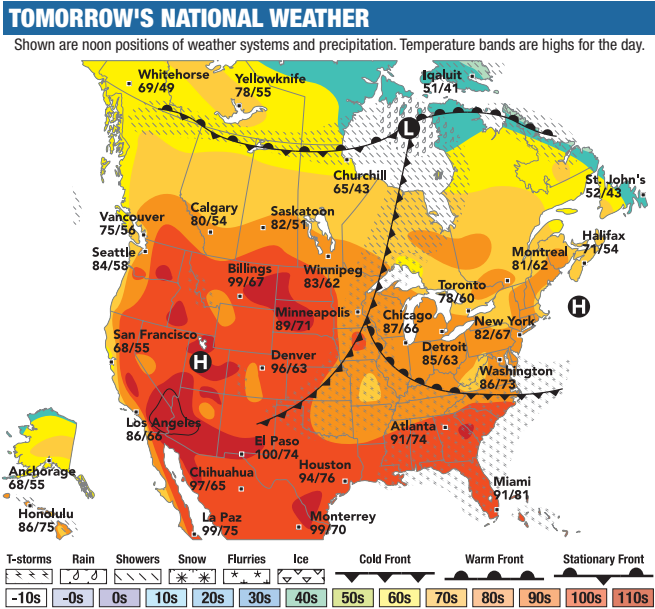 TOMORROW'S NATIONAL WEATHER
Shown are noon positions of weather systems and precipitation. Temperature bands are highs for the day.
Whitehorse
69/49
Yellowknife
78/55
Iqaluit
51/41
L
Churchill
65/43
St. John's
52/43
Calgary
80/54
Saskatoon
82/51
Vancouver
75/56
Halifax
71/54
Seattle
84/58
Montreal
81/62
Billings
99/67
Winnipeg
83/62
Toronto
78/60
H
Minneapolis
89/71
Chicago
87/66
New York
82/67
San Francisco
68/55
Detroit
85/63
H
Denver
96/63
Washington
86/73
Los Angeles
86/66
Atlanta
91/74
El Paso
100/74
Anchorage
68/55
Chihuahua
97/65
Houston
94/76
Miami
91/81
Honolulu
86/75
La Paz
99/75
Monterrey
99/70
T-storms Rain Showers Snow Flurries Ice Cold Front Warm Front Stationary Front
-10s -0s 0s 10s 20s 30s 40s 50s 60s 70s 80s 90s 100s 110s